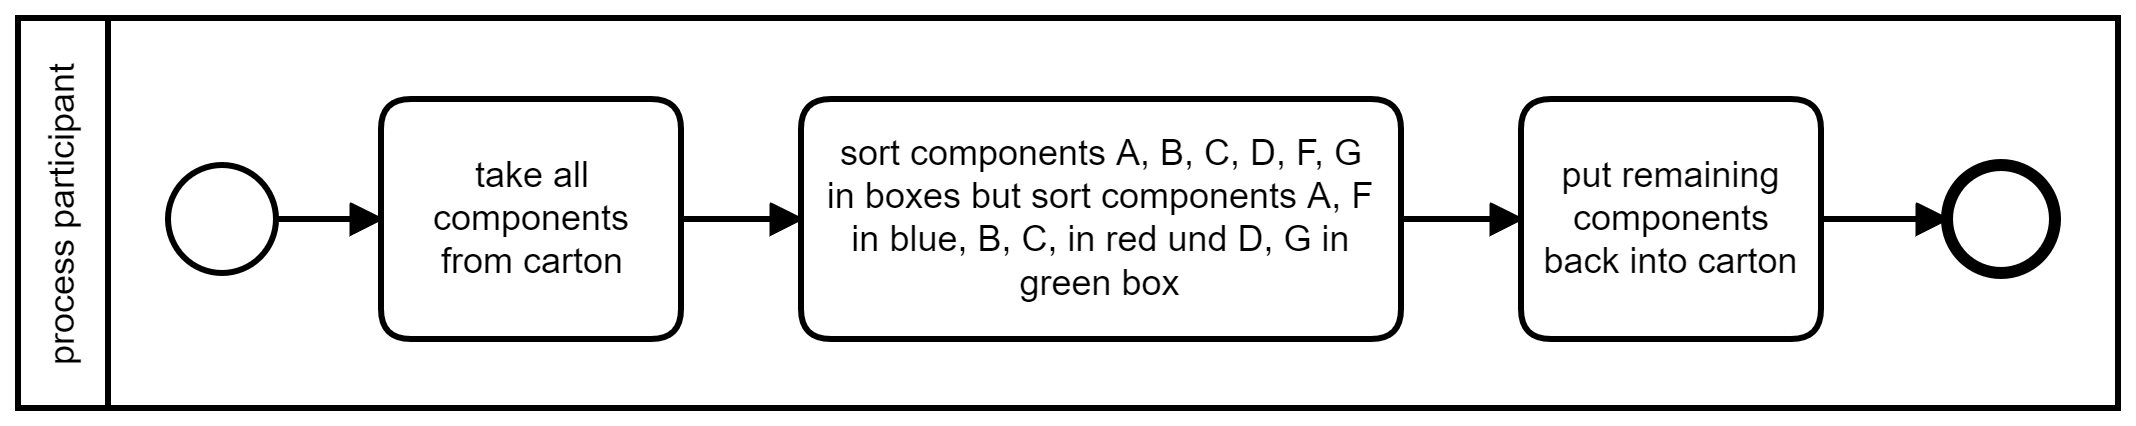 process participant
take all
components
from carton
sort components A, B, C, D, F, G
in boxes but sort components A, F
in blue, B, C, in red und D, G in
green box
put remaining
components
back into carton